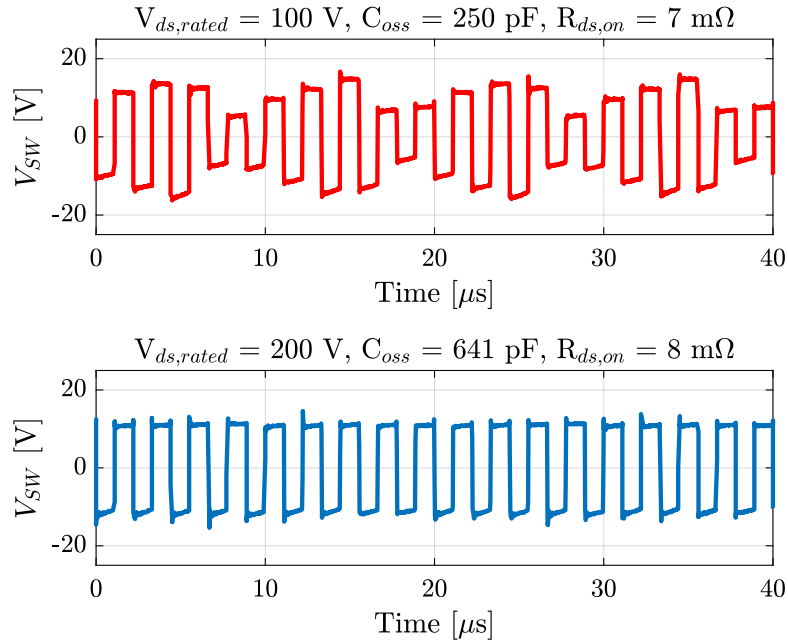 V_{ds,rated} = 100 V, C_{oss} = 250 pF, R_{ds,on} = 7 mΩ
20
0
-20
V_{SW} [V]
0 10 20 30 40
Time [μs]
V_{ds,rated} = 200 V, C_{oss} = 641 pF, R_{ds,on} = 8 mΩ
20
0
-20
V_{SW} [V]
0 10 20 30 40
Time [μs]